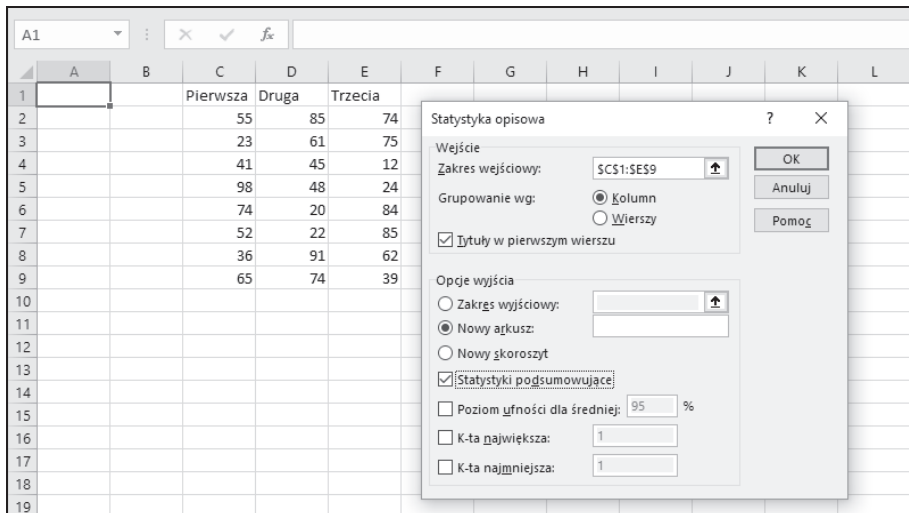 A1 fx
A B C D E F G H I J K L
1 Pierwsza Druga Trzecia
2 55 85 74
3 23 61 75
4 41 45 12
5 98 48 24
6 74 20 84
7 52 22 85
8 36 91 62
9 65 74 39
10
11
12
13
14
15
16
17
18
19
Statystyka opisowa ?
Wejście
Zakres wejściowy: $C$1:$E$9
Grupowanie wg: Kolumn
Wierszy
Tytuły w pierwszym wierszu
OK
Anuluj
Pomoc
Opcje wyjścia
Zakres wyjściowy:
Nowy arkusz:
Nowy skoroszyt
Statystyki podsumowujące
Poziom ufności dla średniej: 95 %
K-ta największa: 1
K-ta najmniejsza: 1